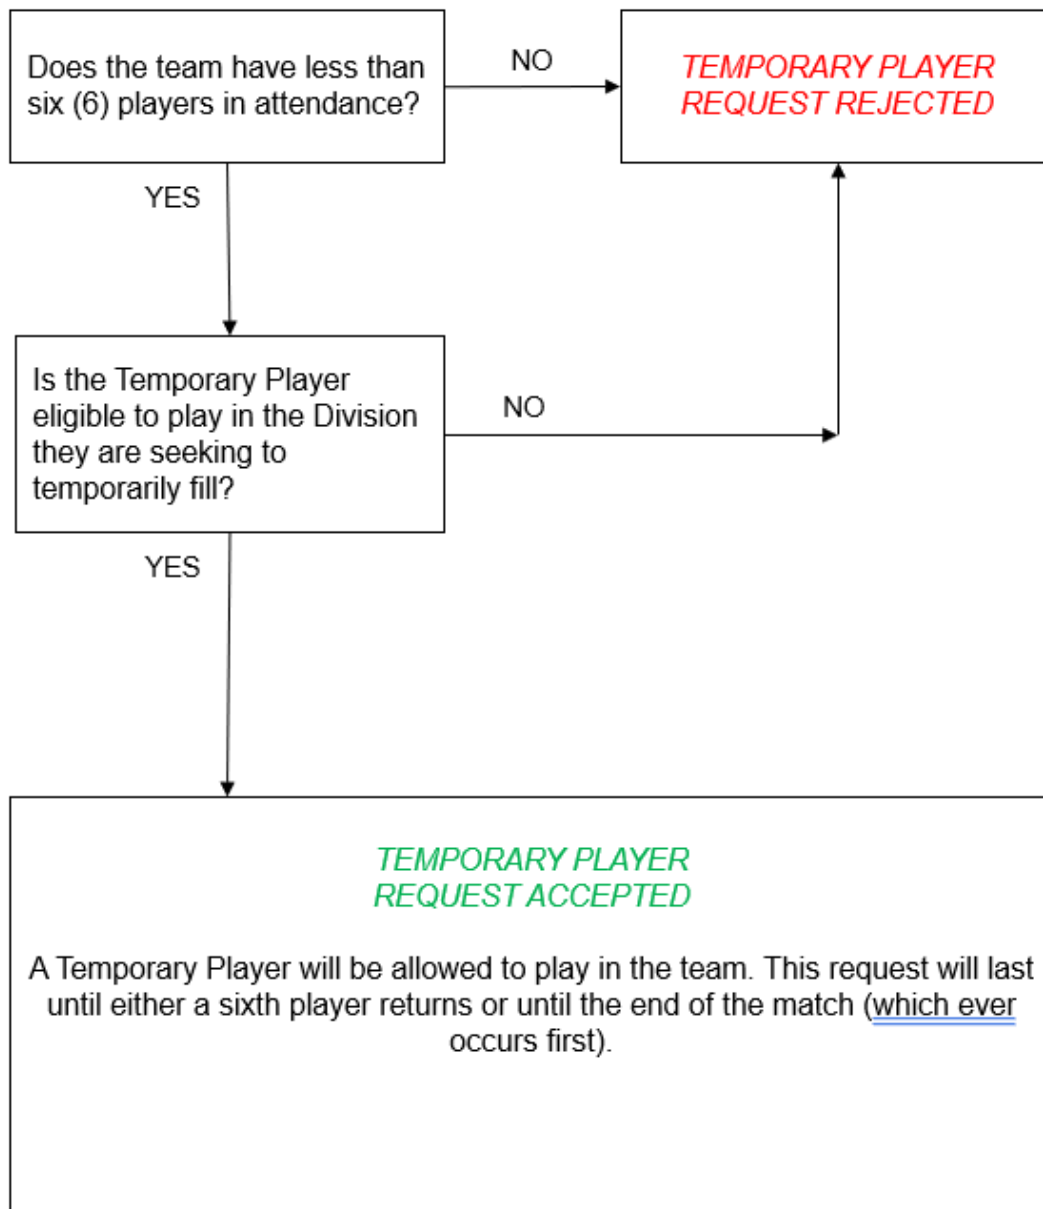 Does the team have less than
six (6) players in attendance?
NO
TEMPORARY PLAYER
REQUEST REJECTED
YES
Is the Temporary Player
eligible to play in the Division
they are seeking to
temporarily fill?
NO
YES
TEMPORARY PLAYER
REQUEST ACCEPTED
A Temporary Player will be allowed to play in the team. This request will last
until either a sixth player returns or until the end of the match (which ever
occurs first).